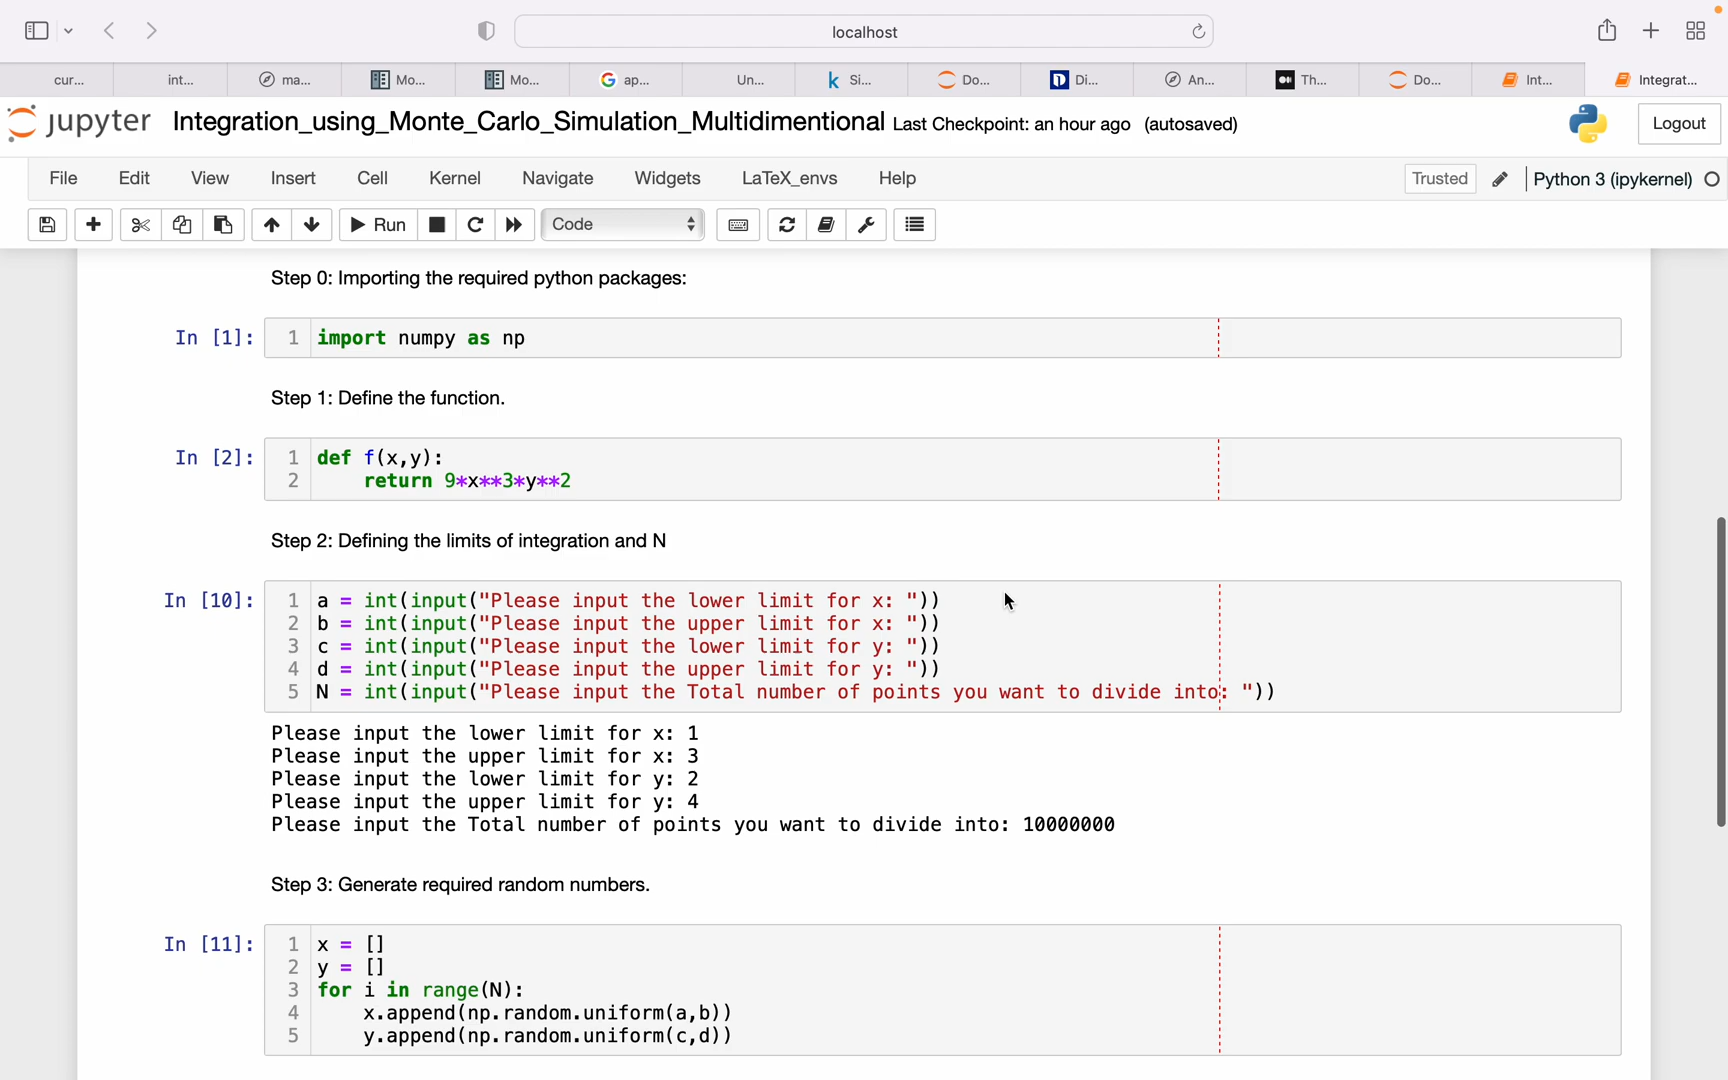 localhost
cur...
int...
ma...
Mo...
Mo...
ap...
Un...
Si...
Do...
Di...
An...
Th...
Do...
Int...
Integrat...
jupyter Integration_using_Monte_Carlo_Simulation_Multidimentional Last Checkpoint: an hour ago (autosaved)
Logout
File Edit View Insert Cell Kernel Navigate Widgets LaTeX_envs Help
Trusted
Python 3 (ipykernel)
Run
Code
Step 0: Importing the required python packages:
In [1]:
1 import numpy as np
Step 1: Define the function.
In [2]:
1 def f(x,y):
2     return 9*x**3*y**2
Step 2: Defining the limits of integration and N
In [10]:
1 a = int(input("Please input the lower limit for x: "))
2 b = int(input("Please input the upper limit for x: "))
3 c = int(input("Please input the lower limit for y: "))
4 d = int(input("Please input the upper limit for y: "))
5 N = int(input("Please input the Total number of points you want to divide into: "))
Please input the lower limit for x: 1
Please input the upper limit for x: 3
Please input the lower limit for y: 2
Please input the upper limit for y: 4
Please input the Total number of points you want to divide into: 10000000
Step 3: Generate required random numbers.
In [11]:
1 x = []
2 y = []
3 for i in range(N):
4     x.append(np.random.uniform(a,b))
5     y.append(np.random.uniform(c,d))